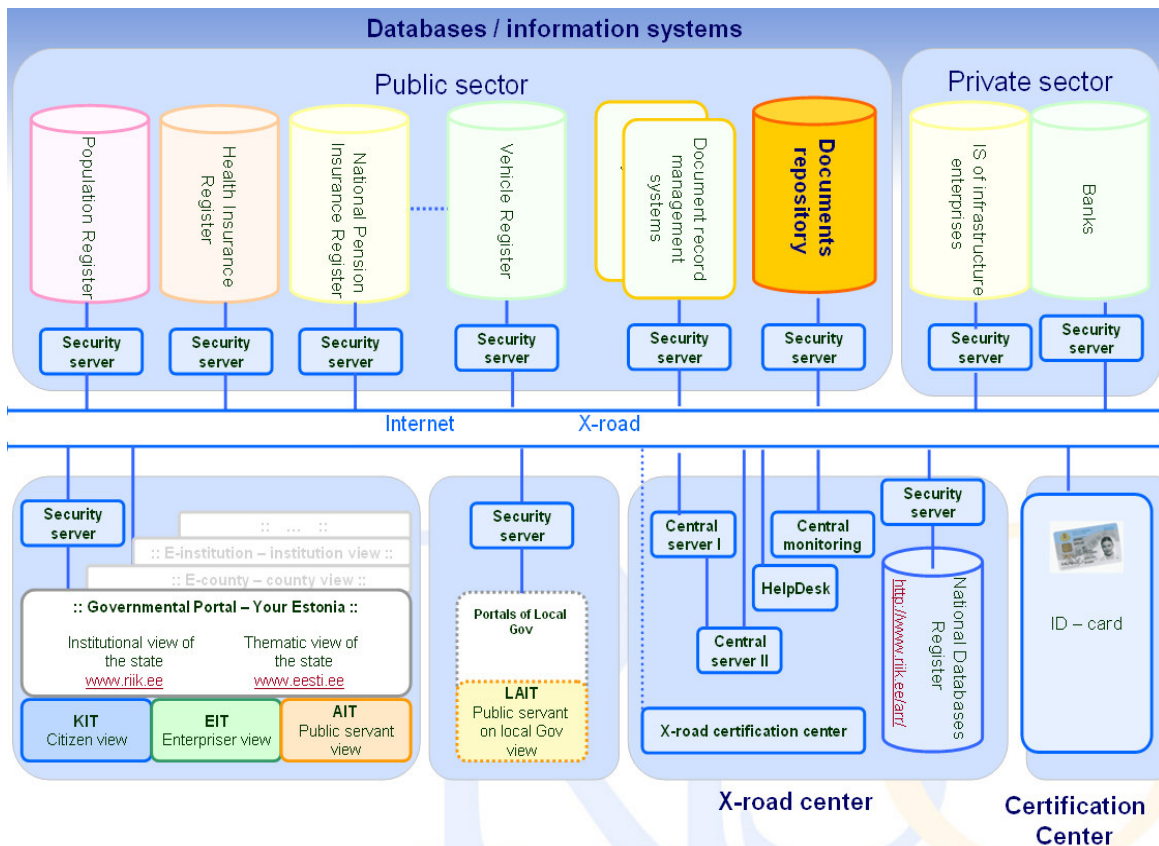 Databases / information systems
Public sector
Private sector
Population Register
Health Insurance
Register
National Pension
Insurance Register
Vehicle Register
Document record
management
systems
Documents
repository
IS of infrastructure
enterprises
Banks
Security
server
Security
server
Security
server
Security
server
Security
server
Security
server
Security
server
Security
server
Internet
X-road
Security
server
:: ... ::
:: E-institution – institution view ::
:: E-county – county view ::
:: Governmental Portal – Your Estonia ::
Institutional view of
the state
www.riik.ee
Thematic view of
the state
www.eesti.ee
KIT
Citizen view
EIT
Enterpriser view
AIT
Public servant
view
Security
server
Portals of Local
Gov
LAIT
Public servant
on local Gov
view
Central
server I
Central
monitoring
HelpDesk
Central
server II
X-road certification center
Security
server
National Databases
Register
http://www.riik.ee/arr/
X-road center
ID – card
Certification
Center